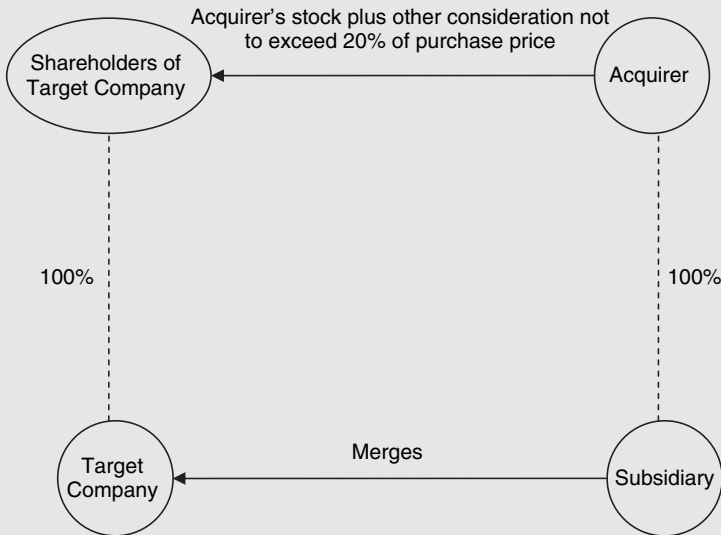 Acquirer's stock plus other consideration not
to exceed 20% of purchase price
Shareholders of
Target Company
Acquirer
100%
100%
Merges
Target
Company
Subsidiary